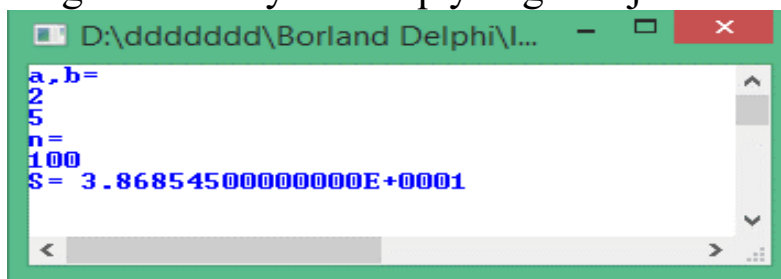 D:\ddddddd\Borland Delphi\I...
a,b=
2
5
n=
100
S= 3.86854500000000E+0001